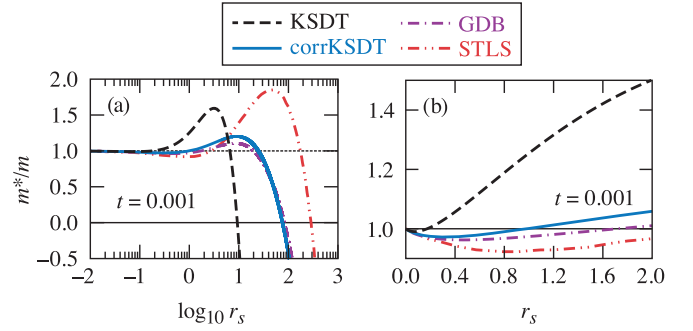 KSDT GDB
corrKSDT STLS
2.0
1.5
1.0
0.5
0.0
-0.5
m*/m
(a)
t = 0.001
−2 −1 0 1 2 3
log₁₀ rₛ
1.4
1.2
1.0
(b)
t = 0.001
0.0 0.4 0.8 1.2 1.6 2.0
rₛ